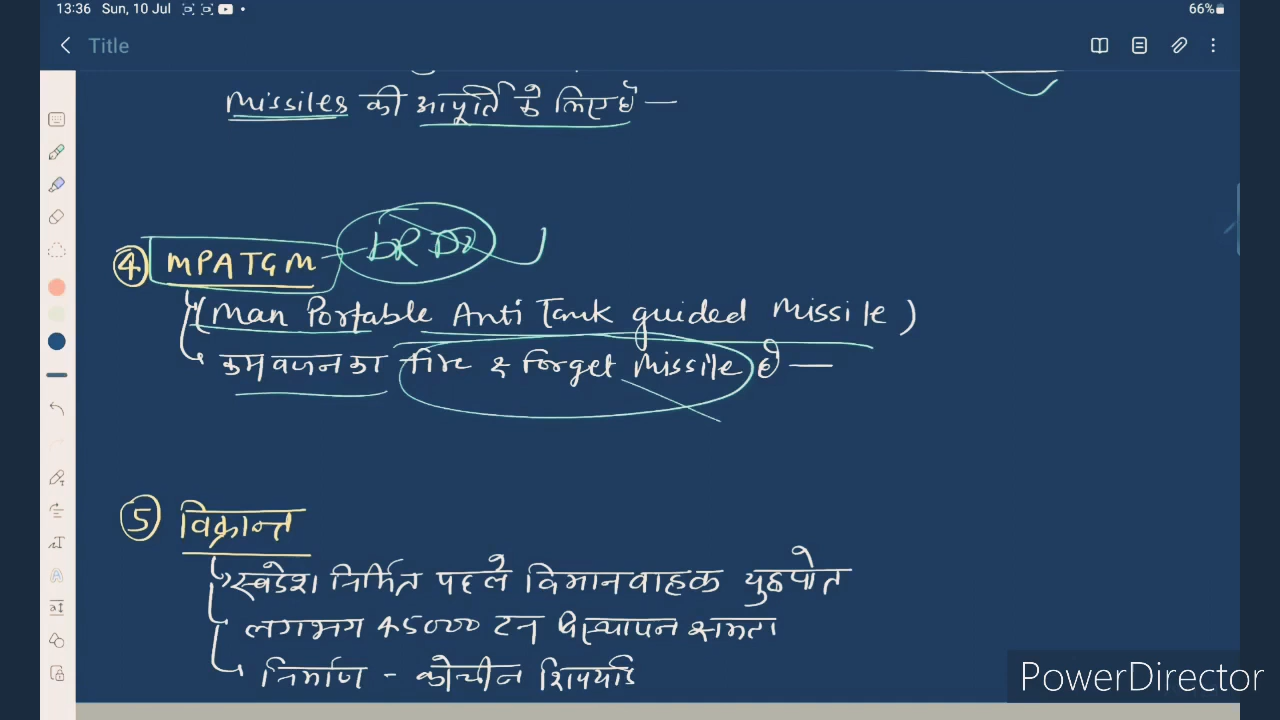 13:36 Sun, 10 Jul
66%
Title
Missiles की आपूर्ति के लिए है —
④ MPATGM — DRDO
(Man Portable Anti Tank guided Missile)
कम वजन का fire & forget Missile है —
⑤ विक्रान्त
स्वदेश निर्मित पहले विमानवाहक युद्धपोत
लगभग 45000 टन विस्थापन क्षमता
निर्माण - कोचीन शिपयार्ड
PowerDirector